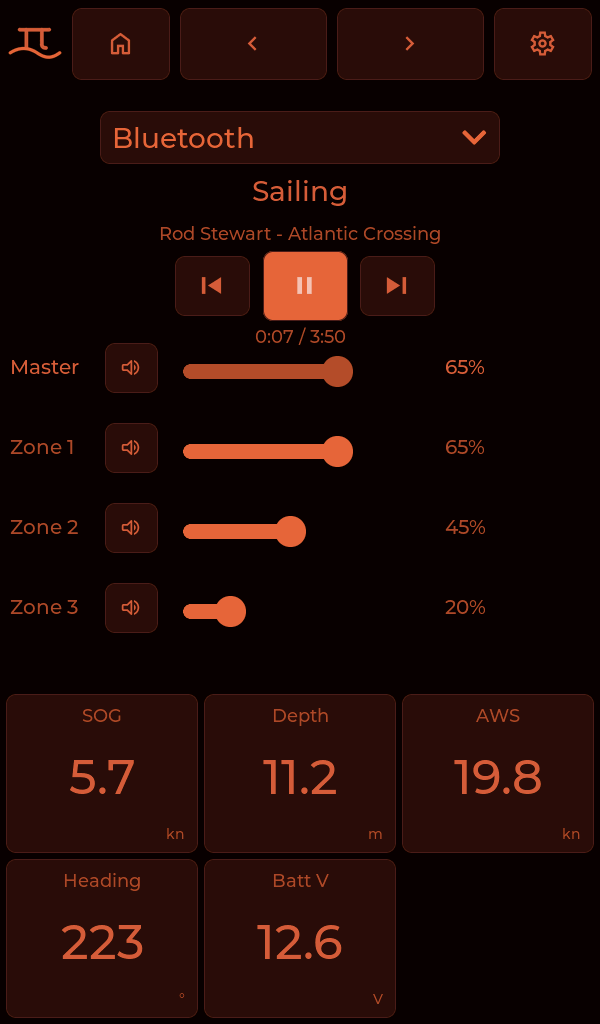 Bluetooth
Sailing
Rod Stewart - Atlantic Crossing
0:07 / 3:50
Master 65%
Zone 1 65%
Zone 2 45%
Zone 3 20%
SOG Depth AWS
5.7 11.2 19.8
kn m kn
Heading Batt V
223 12.6
° V